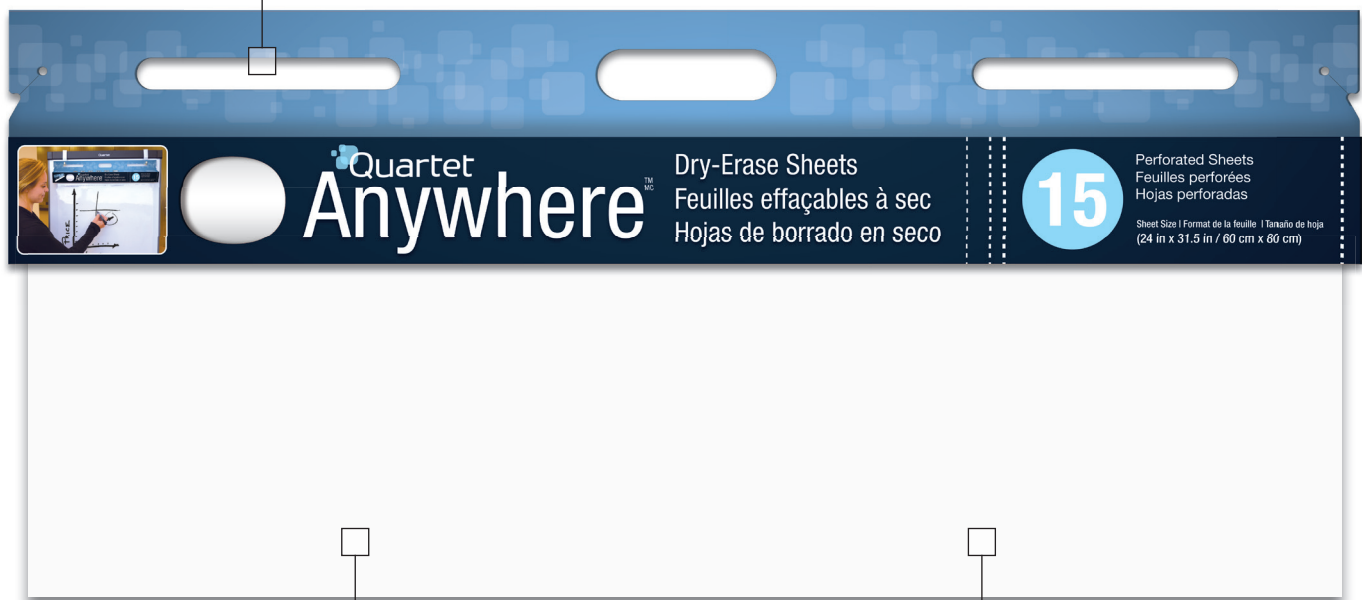 Quartet
Anywhere™ MC
Dry-Erase Sheets
Feuilles effaçables à sec
Hojas de borrado en seco
15
Perforated Sheets
Feuilles perforées
Hojas perforadas
Sheet Size | Format de la feuille | Tamaño de hoja
(24 in x 31.5 in / 60 cm x 80 cm)